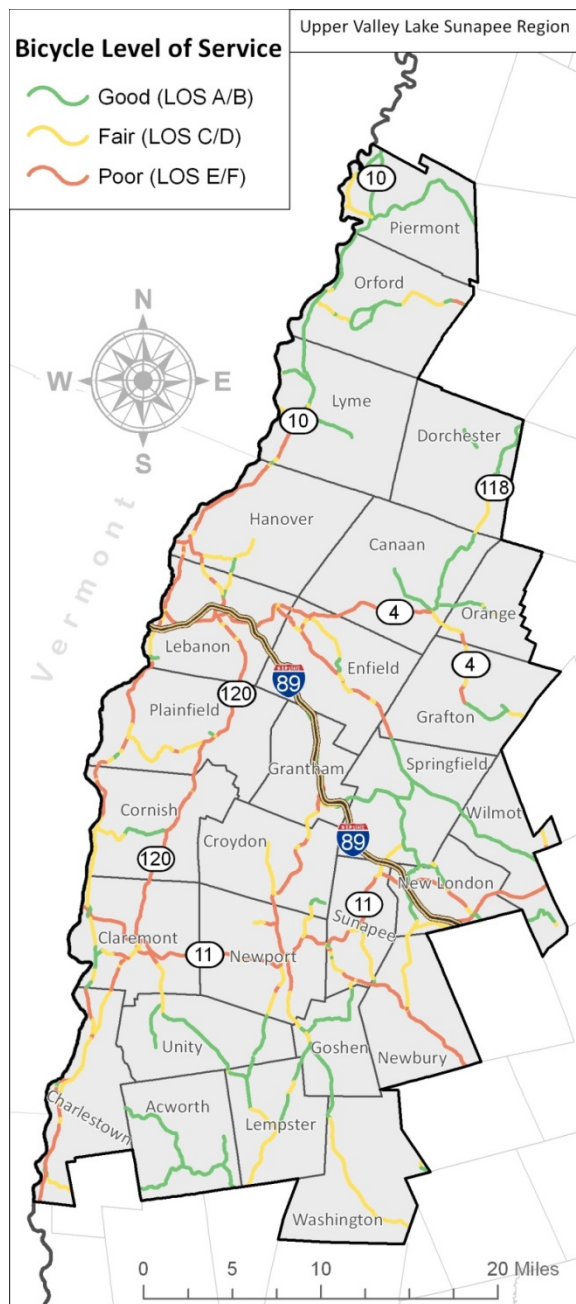 Upper Valley Lake Sunapee Region
Bicycle Level of Service
Good (LOS A/B)
Fair (LOS C/D)
Poor (LOS E/F)
10
Piermont
Orford
N
W
E
S
Lyme
10
Dorchester
118
Vermont
Hanover
Canaan
4
Orange
Lebanon
Enfield
4
120
89
Grafton
Plainfield
Grantham
Springfield
Cornish
Croydon
89
Wilmot
120
New London
11
Sunapee
Claremont
11
Newport
Unity
Goshen
Newbury
Charlestown
Acworth
Lempster
Washington
0
5
10
20 Miles